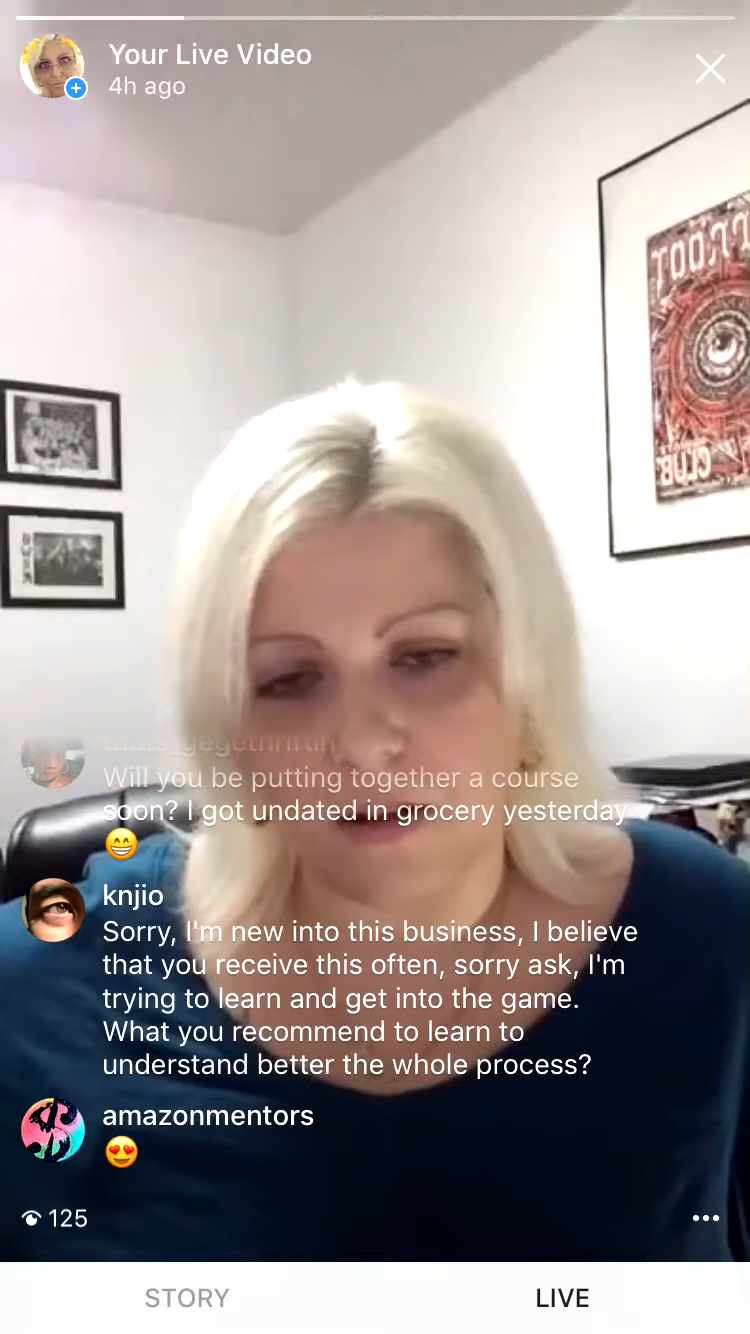 Your Live Video
4h ago
Will you be putting together a course
soon? I got undated in grocery yesterday
😁
knjio
Sorry, I'm new into this business, I believe
that you receive this often, sorry ask, I'm
trying to learn and get into the game.
What you recommend to learn to
understand better the whole process?
amazonmentors
😍
125
STORY
LIVE
CLUB